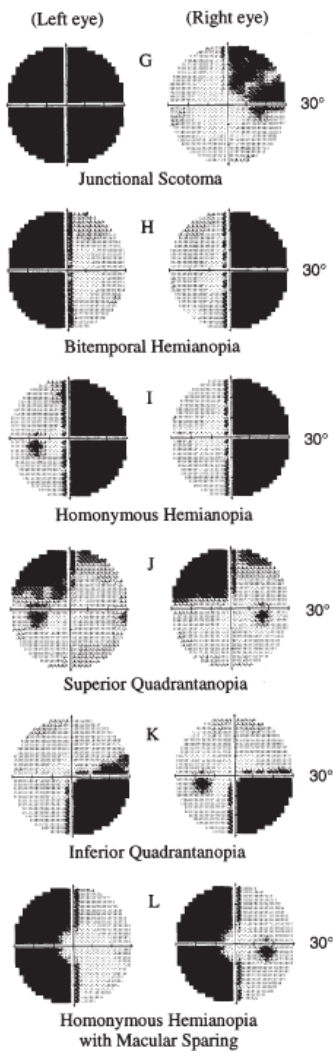 (Left eye) (Right eye)
G
30°
Junctional Scotoma
H
30°
Bitemporal Hemianopia
I
30°
Homonymous Hemianopia
J
30°
Superior Quadrantanopia
K
30°
Inferior Quadrantanopia
L
30°
Homonymous Hemianopia
with Macular Sparing